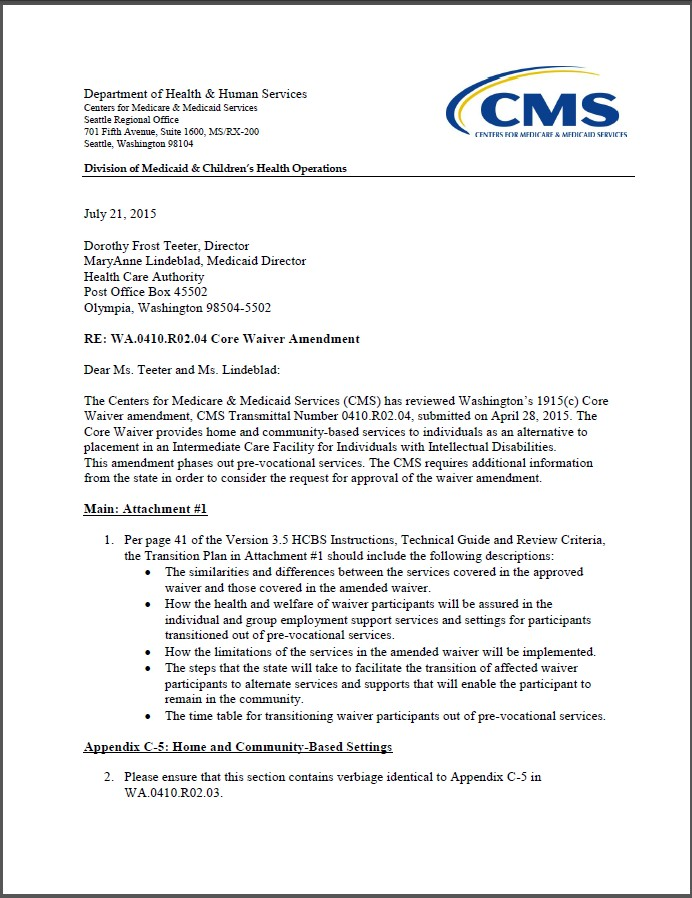 Department of Health & Human Services
Centers for Medicare & Medicaid Services
Seattle Regional Office
701 Fifth Avenue, Suite 1600, MS/RX-200
Seattle, Washington 98104
CMS
CENTERS FOR MEDICARE & MEDICAID SERVICES
Division of Medicaid & Children's Health Operations
July 21, 2015
Dorothy Frost Teeter, Director
MaryAnne Lindeblad, Medicaid Director
Health Care Authority
Post Office Box 45502
Olympia, Washington 98504-5502
RE: WA.0410.R02.04 Core Waiver Amendment
Dear Ms. Teeter and Ms. Lindeblad:
The Centers for Medicare & Medicaid Services (CMS) has reviewed Washington's 1915(c) Core
Waiver amendment, CMS Transmittal Number 0410.R02.04, submitted on April 28, 2015. The
Core Waiver provides home and community-based services to individuals as an alternative to
placement in an Intermediate Care Facility for Individuals with Intellectual Disabilities.
This amendment phases out pre-vocational services. The CMS requires additional information
from the state in order to consider the request for approval of the waiver amendment.
Main: Attachment #1
1. Per page 41 of the Version 3.5 HCBS Instructions, Technical Guide and Review Criteria,
the Transition Plan in Attachment #1 should include the following descriptions:
• The similarities and differences between the services covered in the approved
waiver and those covered in the amended waiver.
• How the health and welfare of waiver participants will be assured in the
individual and group employment support services and settings for participants
transitioned out of pre-vocational services.
• How the limitations of the services in the amended waiver will be implemented.
• The steps that the state will take to facilitate the transition of affected waiver
participants to alternate services and supports that will enable the participant to
remain in the community.
• The time table for transitioning waiver participants out of pre-vocational services.
Appendix C-5: Home and Community-Based Settings
2. Please ensure that this section contains verbiage identical to Appendix C-5 in
WA.0410.R02.03.